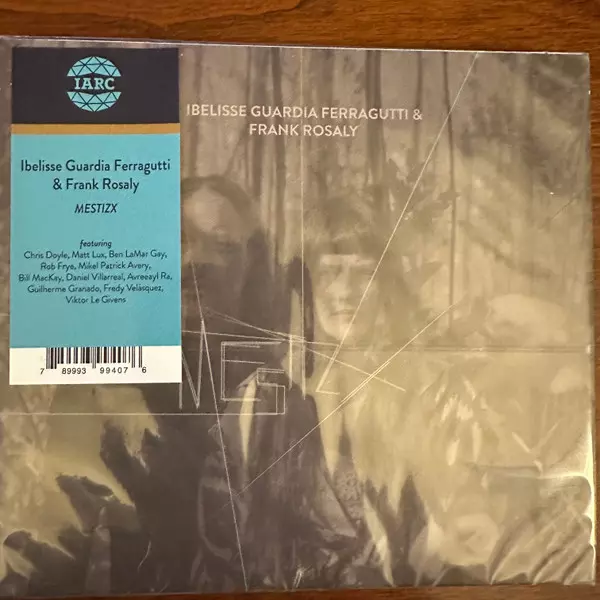 IARC
IBELISSE GUARDIA FERRAGUTTI &
FRANK ROSALY
Ibelisse Guardia Ferragutti
& Frank Rosaly
MESTIZX
featuring
Chris Doyle, Matt Lux, Ben LaMar Gay,
Rob Frye, Mikel Patrick Avery,
Bill MacKey, Daniel Villarreal, Avreeayl Ra,
Guilherme Granado, Fredy Velásquez,
Viktor Le Givens
7 89993 99407 6